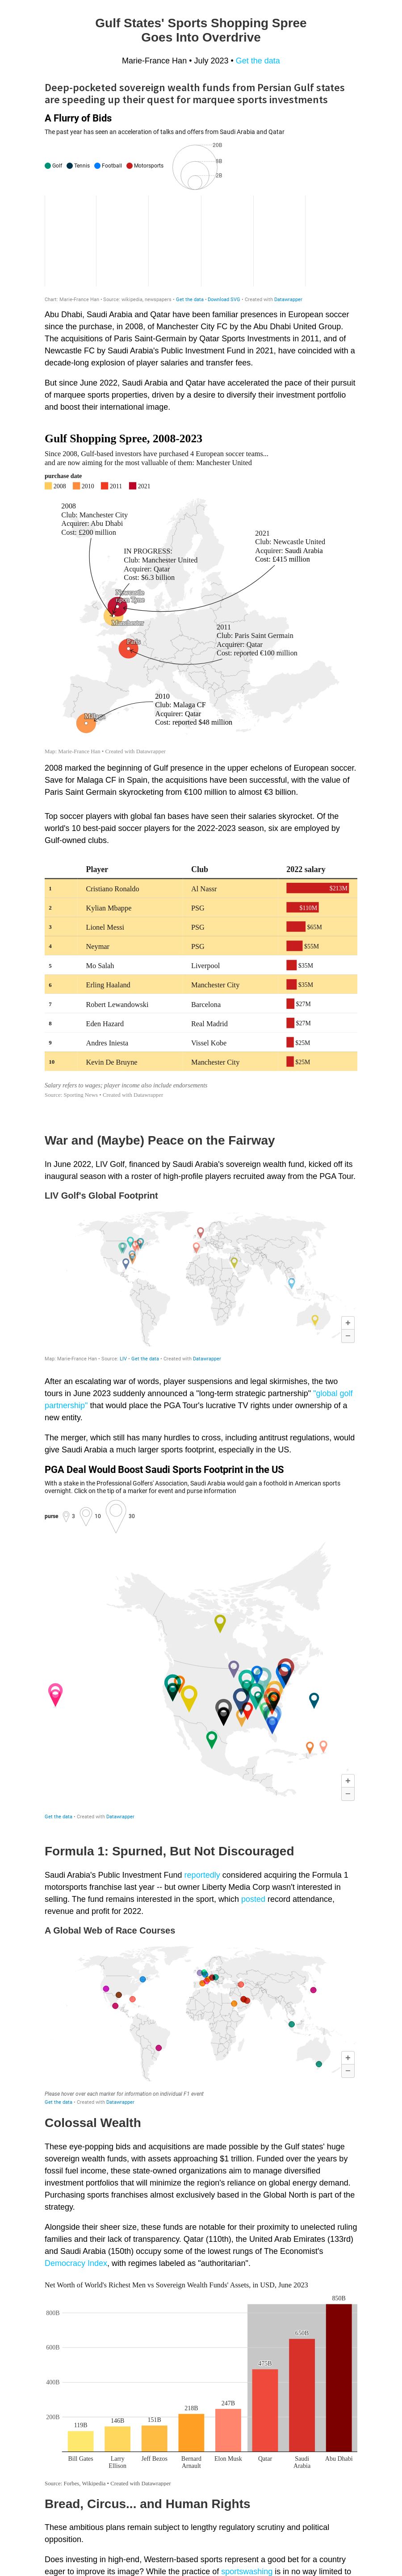 Gulf States' Sports Shopping Spree
Goes Into Overdrive
Marie-France Han • July 2023 • Get the data
Deep-pocketed sovereign wealth funds from Persian Gulf states
are speeding up their quest for marquee sports investments
A Flurry of Bids
The past year has seen an acceleration of talks and offers from Saudi Arabia and Qatar
Golf Tennis Football Motorsports
20B
8B
2B
Chart: Marie-France Han • Source: wikipedia, newspapers • Get the data • Download SVG • Created with Datawrapper
Abu Dhabi, Saudi Arabia and Qatar have been familiar presences in European soccer
since the purchase, in 2008, of Manchester City FC by the Abu Dhabi United Group.
The acquisitions of Paris Saint-Germain by Qatar Sports Investments in 2011, and of
Newcastle FC by Saudi Arabia's Public Investment Fund in 2021, have coincided with a
decade-long explosion of player salaries and transfer fees.
But since June 2022, Saudi Arabia and Qatar have accelerated the pace of their pursuit
of marquee sports properties, driven by a desire to diversify their investment portfolio
and boost their international image.
Gulf Shopping Spree, 2008-2023
Since 2008, Gulf-based investors have purchased 4 European soccer teams...
and are now aiming for the most valuable of them: Manchester United
purchase date
2008 2010 2011 2021
2008
Club: Manchester City
Acquirer: Abu Dhabi
Cost: £200 million
2021
Club: Newcastle United
Acquirer: Saudi Arabia
Cost: £415 million
IN PROGRESS:
Club: Manchester United
Acquirer: Qatar
Cost: $6.3 billion
Newcastle
upon Tyne
Manchester
2011
Club: Paris Saint Germain
Acquirer: Qatar
Cost: reported €100 million
Paris
2010
Club: Malaga CF
Acquirer: Qatar
Cost: reported $48 million
Málaga
Map: Marie-France Han • Created with Datawrapper
2008 marked the beginning of Gulf presence in the upper echelons of European soccer.
Save for Malaga CF in Spain, the acquisitions have been successful, with the value of
Paris Saint Germain skyrocketing from €100 million to almost €3 billion.
Top soccer players with global fan bases have seen their salaries skyrocket. Of the
world's 10 best-paid soccer players for the 2022-2023 season, six are employed by
Gulf-owned clubs.
Player Club 2022 salary
1 Cristiano Ronaldo Al Nassr $213M
2 Kylian Mbappe PSG $110M
3 Lionel Messi PSG $65M
4 Neymar PSG $55M
5 Mo Salah Liverpool $35M
6 Erling Haaland Manchester City $35M
7 Robert Lewandowski Barcelona $27M
8 Eden Hazard Real Madrid $27M
9 Andres Iniesta Vissel Kobe $25M
10 Kevin De Bruyne Manchester City $25M
Salary refers to wages; player income also include endorsements
Source: Sporting News • Created with Datawrapper
War and (Maybe) Peace on the Fairway
In June 2022, LIV Golf, financed by Saudi Arabia's sovereign wealth fund, kicked off its
inaugural season with a roster of high-profile players recruited away from the PGA Tour.
LIV Golf's Global Footprint
+
−
Map: Marie-France Han • Source: LIV • Get the data • Created with Datawrapper
After an escalating war of words, player suspensions and legal skirmishes, the two
tours in June 2023 suddenly announced a "long-term strategic partnership" "global golf
partnership" that would place the PGA Tour's lucrative TV rights under ownership of a
new entity.
The merger, which still has many hurdles to cross, including antitrust regulations, would
give Saudi Arabia a much larger sports footprint, especially in the US.
PGA Deal Would Boost Saudi Sports Footprint in the US
With a stake in the Professional Golfers' Association, Saudi Arabia would gain a foothold in American sports
overnight. Click on the tip of a marker for event and purse information
purse 3 10 30
+
−
Get the data • Created with Datawrapper
Formula 1: Spurned, But Not Discouraged
Saudi Arabia's Public Investment Fund reportedly considered acquiring the Formula 1
motorsports franchise last year -- but owner Liberty Media Corp wasn't interested in
selling. The fund remains interested in the sport, which posted record attendance,
revenue and profit for 2022.
A Global Web of Race Courses
+
−
Please hover over each marker for information on individual F1 event
Get the data • Created with Datawrapper
Colossal Wealth
These eye-popping bids and acquisitions are made possible by the Gulf states' huge
sovereign wealth funds, with assets approaching $1 trillion. Funded over the years by
fossil fuel income, these state-owned organizations aim to manage diversified
investment portfolios that will minimize the region's reliance on global energy demand.
Purchasing sports franchises almost exclusively based in the Global North is part of the
strategy.
Alongside their sheer size, these funds are notable for their proximity to unelected ruling
families and their lack of transparency. Qatar (110th), the United Arab Emirates (133rd)
and Saudi Arabia (150th) occupy some of the lowest rungs of The Economist's
Democracy Index, with regimes labeled as "authoritarian".
Net Worth of World's Richest Men vs Sovereign Wealth Funds' Assets, in USD, June 2023
800B
600B
400B
200B
119B 146B 151B 218B 247B 475B 650B 850B
Bill Gates Larry Ellison Jeff Bezos Bernard Arnault Elon Musk Qatar Saudi Arabia Abu Dhabi
Source: Forbes, Wikipedia • Created with Datawrapper
Bread, Circus... and Human Rights
These ambitious plans remain subject to lengthy regulatory scrutiny and political
opposition.
Does investing in high-end, Western-based sports represent a good bet for a country
eager to improve its image? While the practice of sportswashing is in no way limited to